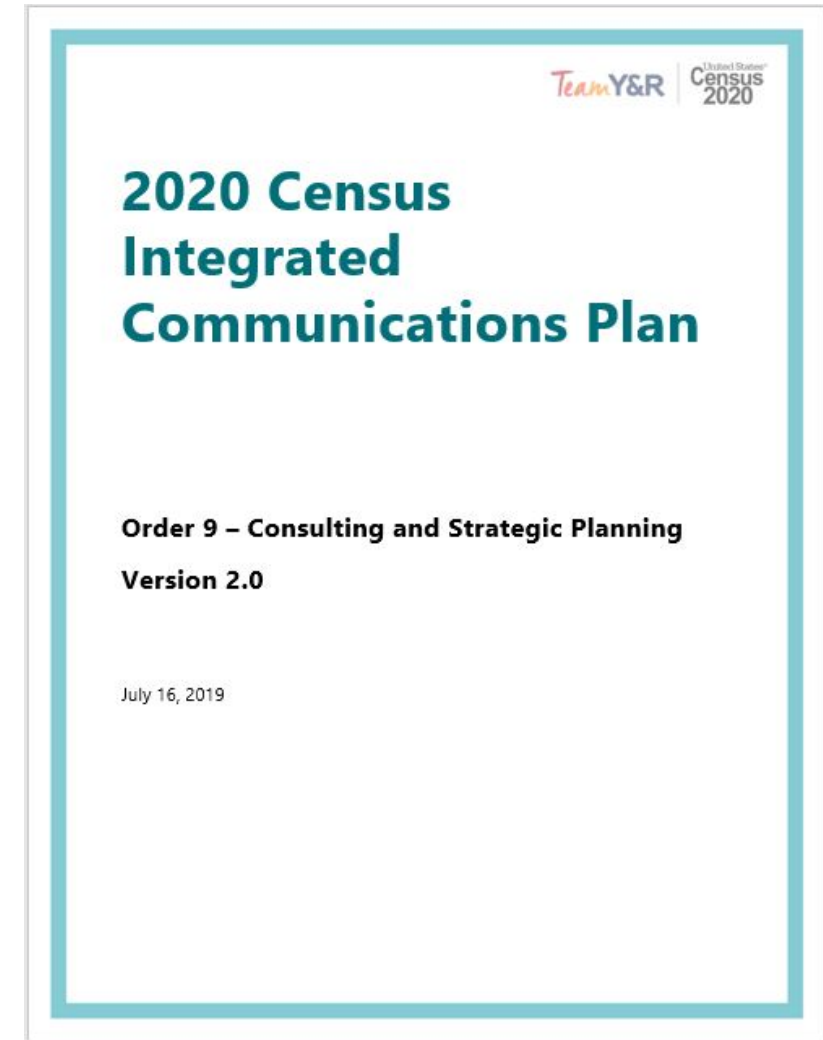 TeamY&R
United States®
Census
2020
2020 Census
Integrated
Communications Plan
Order 9 – Consulting and Strategic Planning
Version 2.0
July 16, 2019